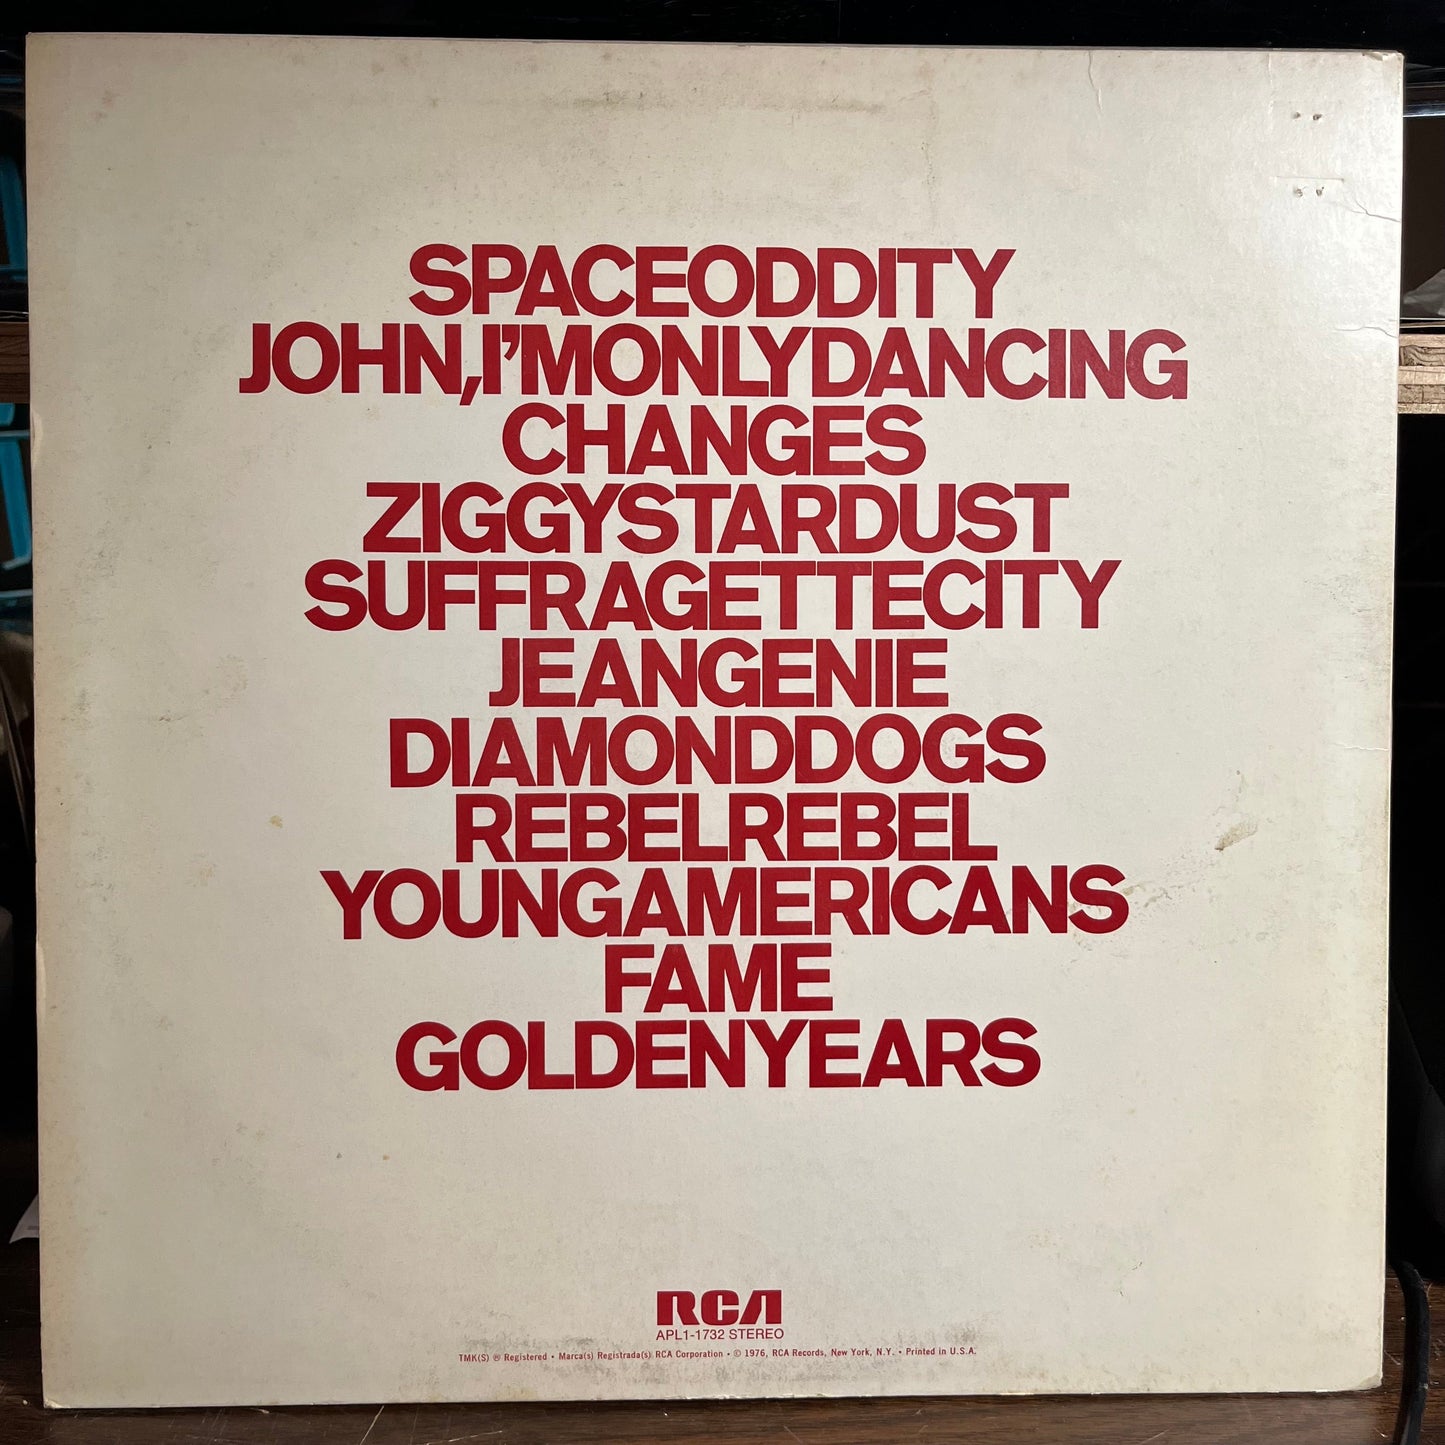 SPACEODDITY
JOHN,I'MONLYDANCING
CHANGES
ZIGGYSTARDUST
SUFFRAGETTECITY
JEANGENIE
DIAMONDDOGS
REBELREBEL
YOUNGAMERICANS
FAME
GOLDENYEARS
RCA
APL1-1732 STEREO
TMK(S) ® Registered • Marca(s) Registrada(s) RCA Corporation • © 1976, RCA Records, New York, N.Y. • Printed in U.S.A.